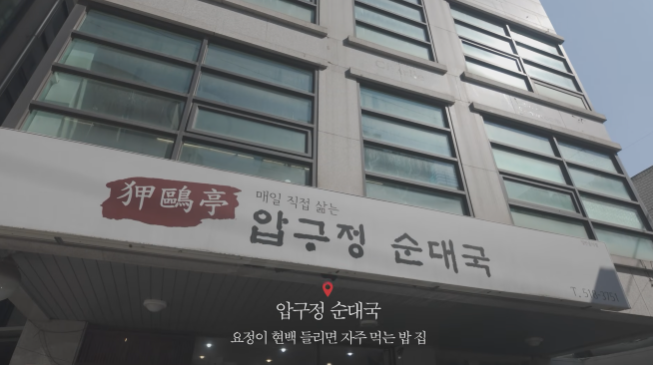 狎鷗亭
매일 직접 삶는
압구정 순대국
압구정 순대국
요정이 현백 들리면 자주 먹는 밥 집